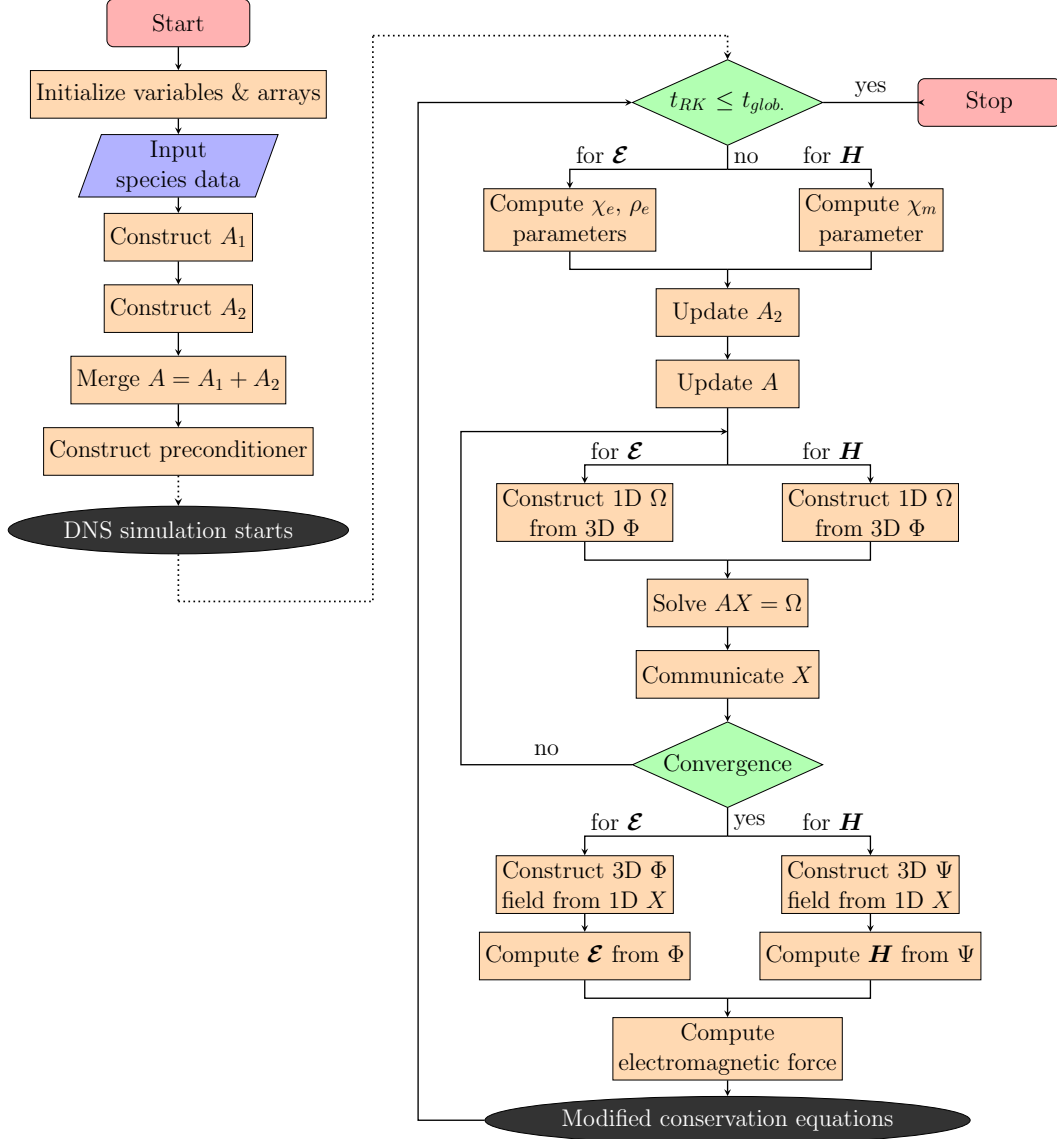 Start
Initialize variables & arrays
Input
species data
Construct A₁
Construct A₂
Merge A = A₁ + A₂
Construct preconditioner
DNS simulation starts
t_RK ≤ t_glob.
yes
Stop
for 𝓔
no
for H
Compute χₑ, ρₑ
parameters
Compute χₘ
parameter
Update A₂
Update A
for 𝓔
for H
Construct 1D Ω
from 3D Φ
Construct 1D Ω
from 3D Φ
Solve AX = Ω
Communicate X
no
Convergence
for 𝓔
yes
for H
Construct 3D Φ
field from 1D X
Construct 3D Ψ
field from 1D X
Compute 𝓔 from Φ
Compute H from Ψ
Compute
electromagnetic force
Modified conservation equations